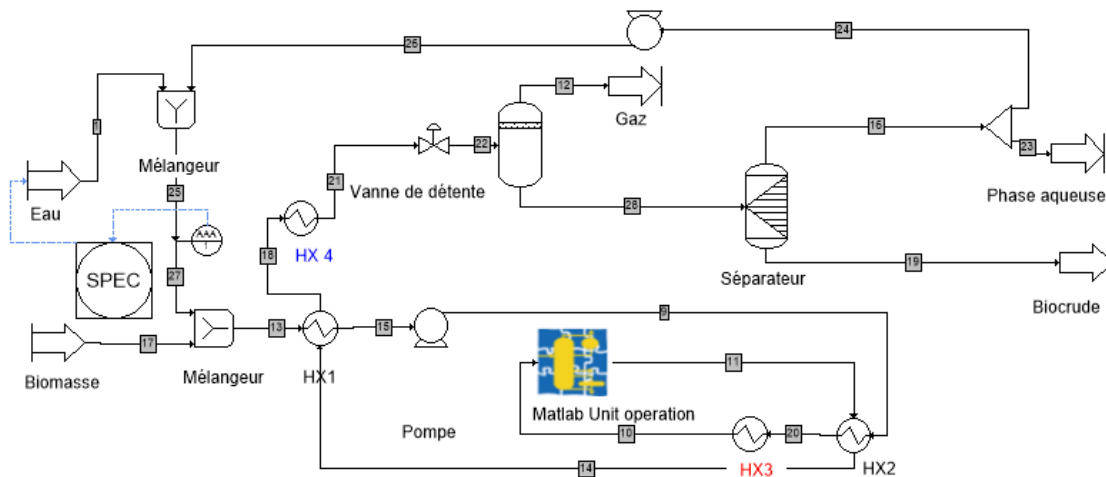 26
24
12
Gaz
1
Mélangeur
22
16
23
Vanne de détente
21
Phase aqueuse
25
Eau
AAA
1
28
18
HX 4
Séparateur
19
SPEC
27
Biocrude
13
15
9
17
Biomasse
Mélangeur
HX1
11
Matlab Unit operation
Pompe
10
20
14
HX3
HX2